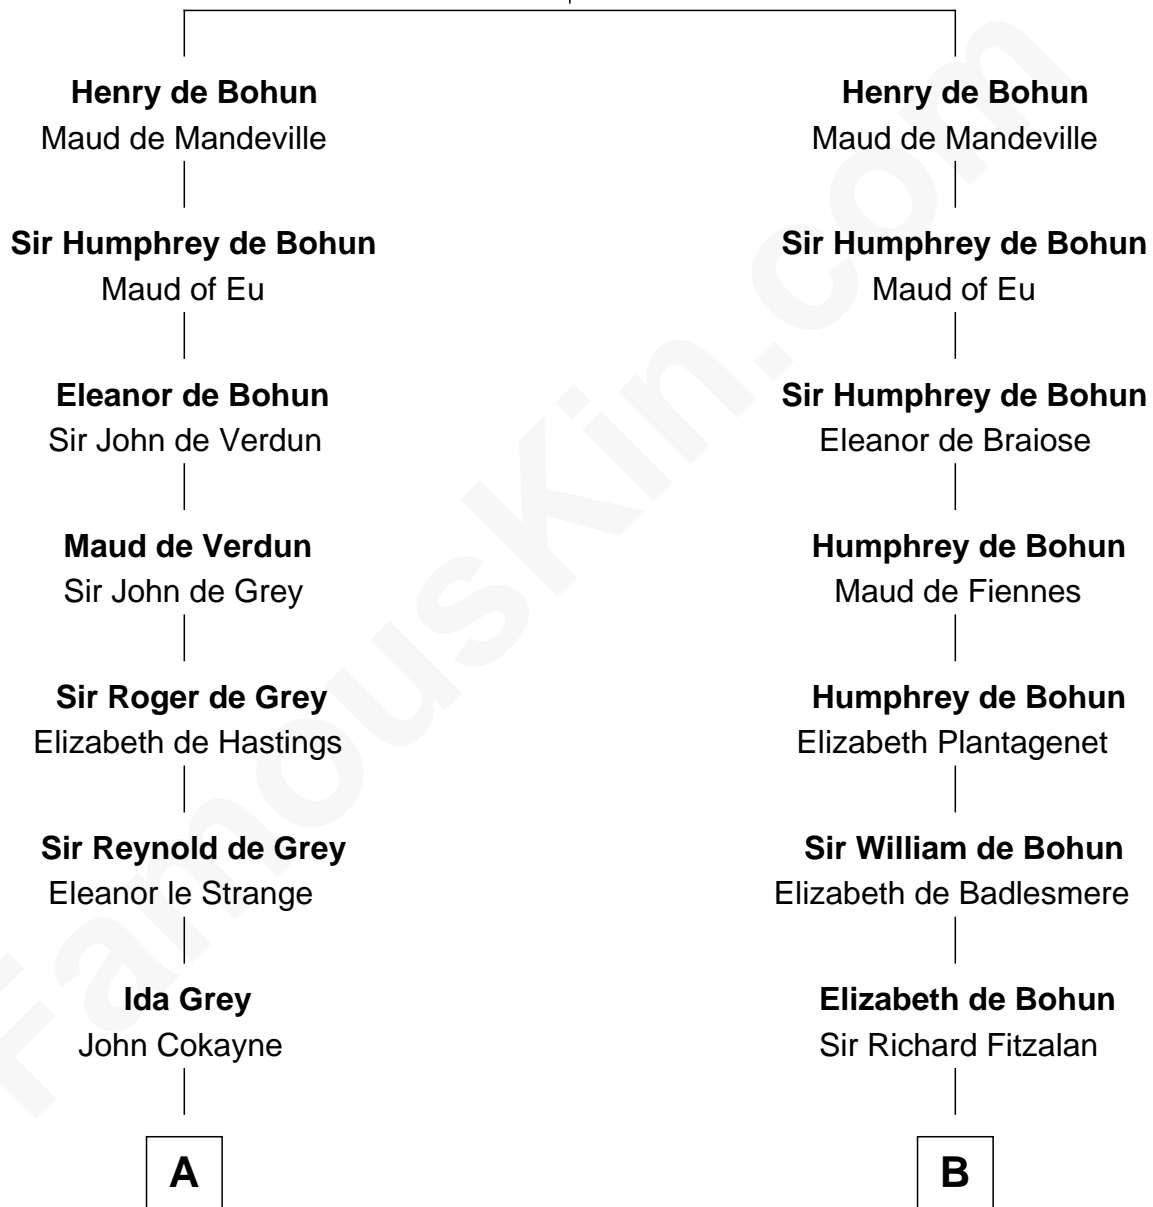 Henry de Bohun
Maud de Mandeville
Sir Humphrey de Bohun
Maud of Eu
Eleanor de Bohun
Sir John de Verdun
Maud de Verdun
Sir John de Grey
Sir Roger de Grey
Elizabeth de Hastings
Sir Reynold de Grey
Eleanor le Strange
Ida Grey
John Cokayne
A
Henry de Bohun
Maud de Mandeville
Sir Humphrey de Bohun
Maud of Eu
Sir Humphrey de Bohun
Eleanor de Braiose
Humphrey de Bohun
Maud de Fiennes
Humphrey de Bohun
Elizabeth Plantagenet
Sir William de Bohun
Elizabeth de Badlesmere
Elizabeth de Bohun
Sir Richard Fitzalan
B
FamousKin.com